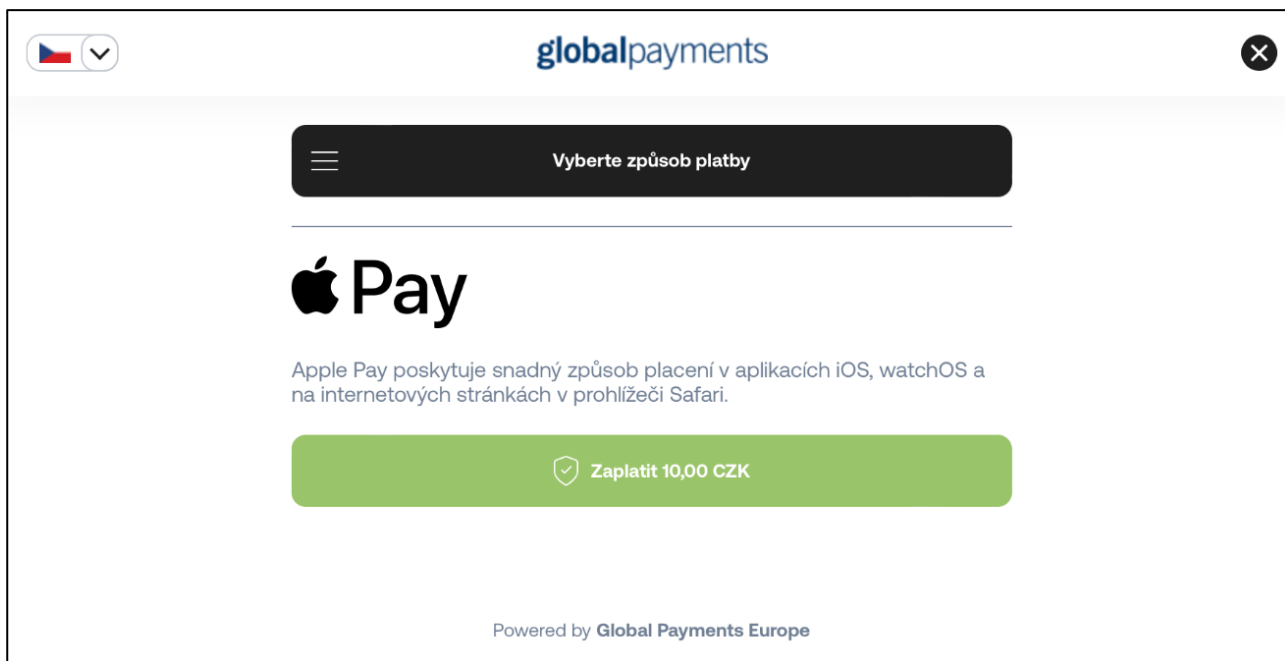 globalpayments
Vyberte způsob platby
Pay
Apple Pay poskytuje snadný způsob placení v aplikacích iOS, watchOS a
na internetových stránkách v prohlížeči Safari.
Zaplatit 10,00 CZK
Powered by Global Payments Europe